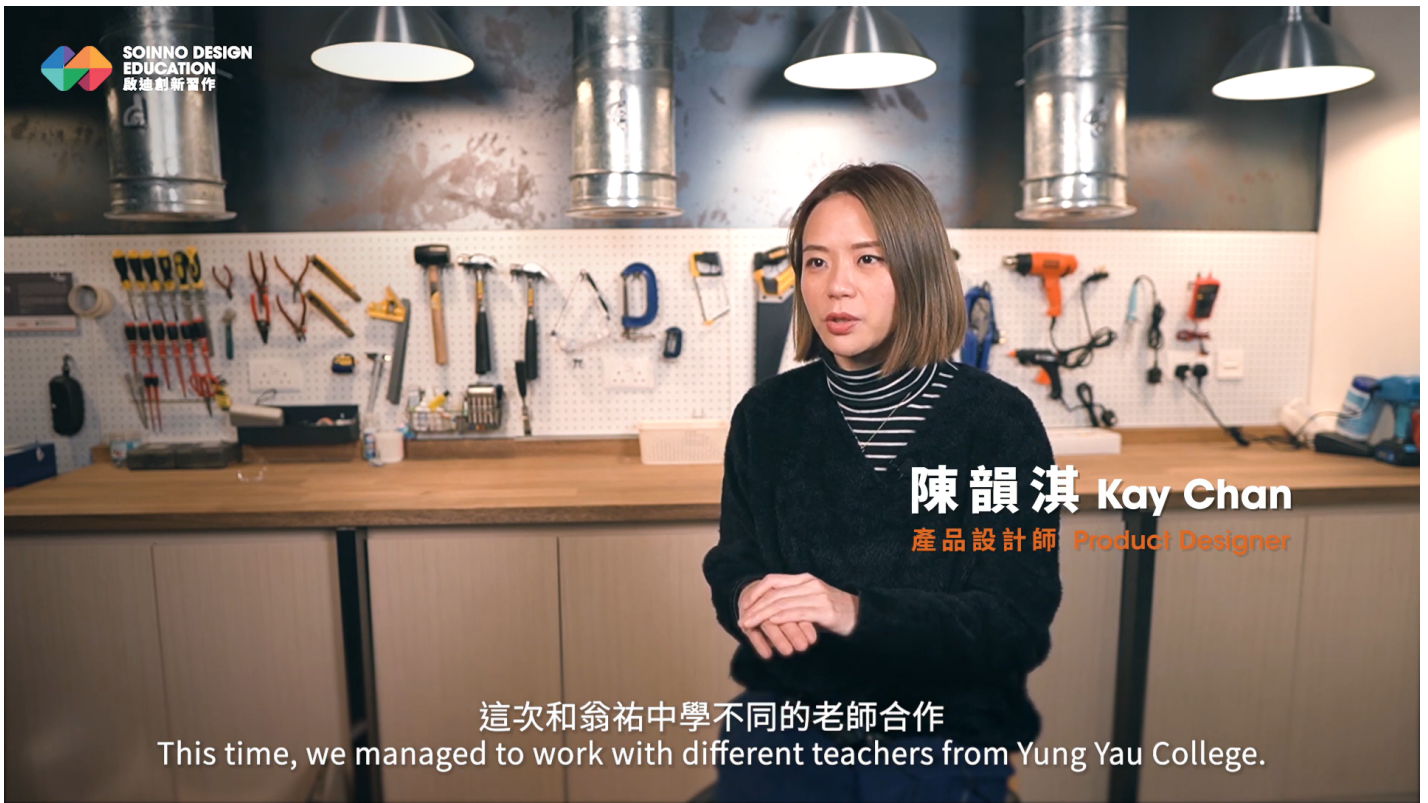 SOINNO DESIGN
EDUCATION
啟迪創新習作
陳韻淇 Kay Chan
產品設計師 Product Designer
這次和翁祐中學不同的老師合作
This time, we managed to work with different teachers from Yung Yau College.